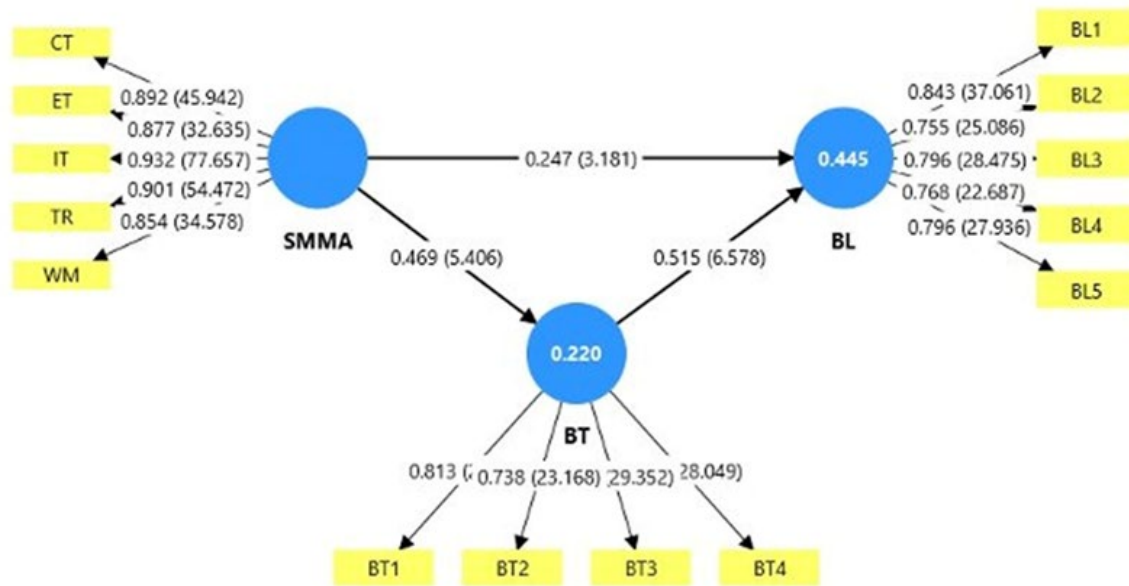 CT
ET
IT
TR
WM
0.892 (45.942)
0.877 (32.635)
0.932 (77.657)
0.901 (54.472)
0.854 (34.578)
SMMA
0.247 (3.181)
0.469 (5.406)
0.515 (6.578)
0.445
BL
0.843 (37.061)
0.755 (25.086)
0.796 (28.475)
0.768 (22.687)
0.796 (27.936)
BL1
BL2
BL3
BL4
BL5
0.220
BT
0.813
0.738 (23.168)
29.352)
28.049)
BT1
BT2
BT3
BT4